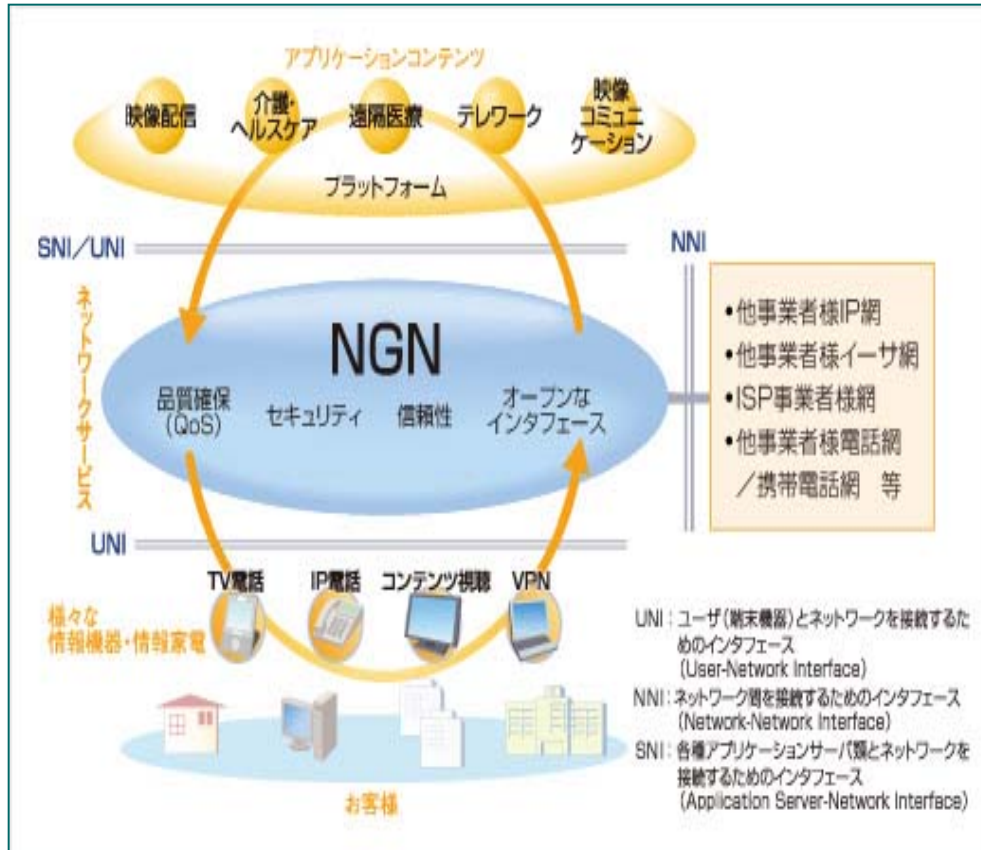 アプリケーションコンテンツ
映像配信
介護・
ヘルスケア
遠隔医療
テレワーク
映像
コミュニ
ケーション
プラットフォーム
SNI/UNI
NNI
ネットワークサービス
NGN
品質確保
(QoS)
セキュリティ
信頼性
オープンな
インタフェース
•他事業者様IP網
•他事業者様イーサ網
•ISP事業者様網
•他事業者様電話網
/携帯電話網 等
UNI
TV電話
IP電話
コンテンツ視聴
VPN
様々な
情報機器・情報家電
お客様
UNI:ユーザ(端末機器)とネットワークを接続するた
めのインタフェース
(User-Network Interface)
NNI:ネットワーク間を接続するためのインタフェース
(Network-Network Interface)
SNI:各種アプリケーションサーバ類とネットワークを
接続するためのインタフェース
(Application Server-Network Interface)